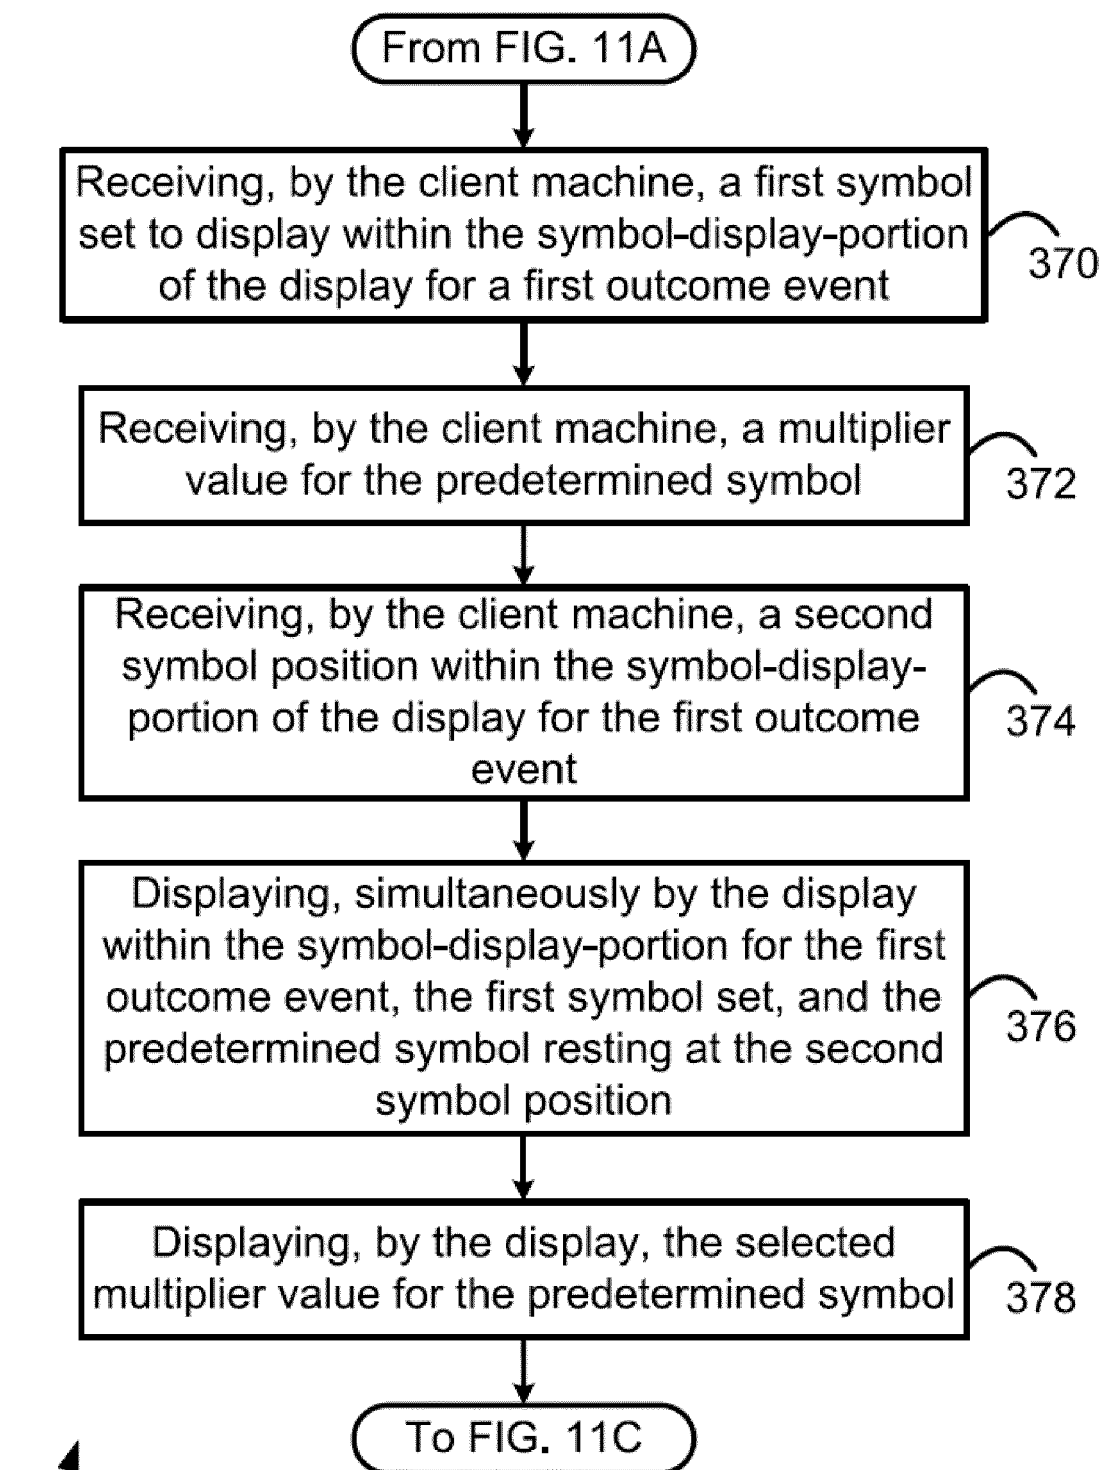 From FIG. 11A
Receiving, by the client machine, a first symbol
set to display within the symbol-display-portion
of the display for a first outcome event
370
Receiving, by the client machine, a multiplier
value for the predetermined symbol
372
Receiving, by the client machine, a second
symbol position within the symbol-display-
portion of the display for the first outcome
event
374
Displaying, simultaneously by the display
within the symbol-display-portion for the first
outcome event, the first symbol set, and the
predetermined symbol resting at the second
symbol position
376
Displaying, by the display, the selected
multiplier value for the predetermined symbol
378
To FIG. 11C